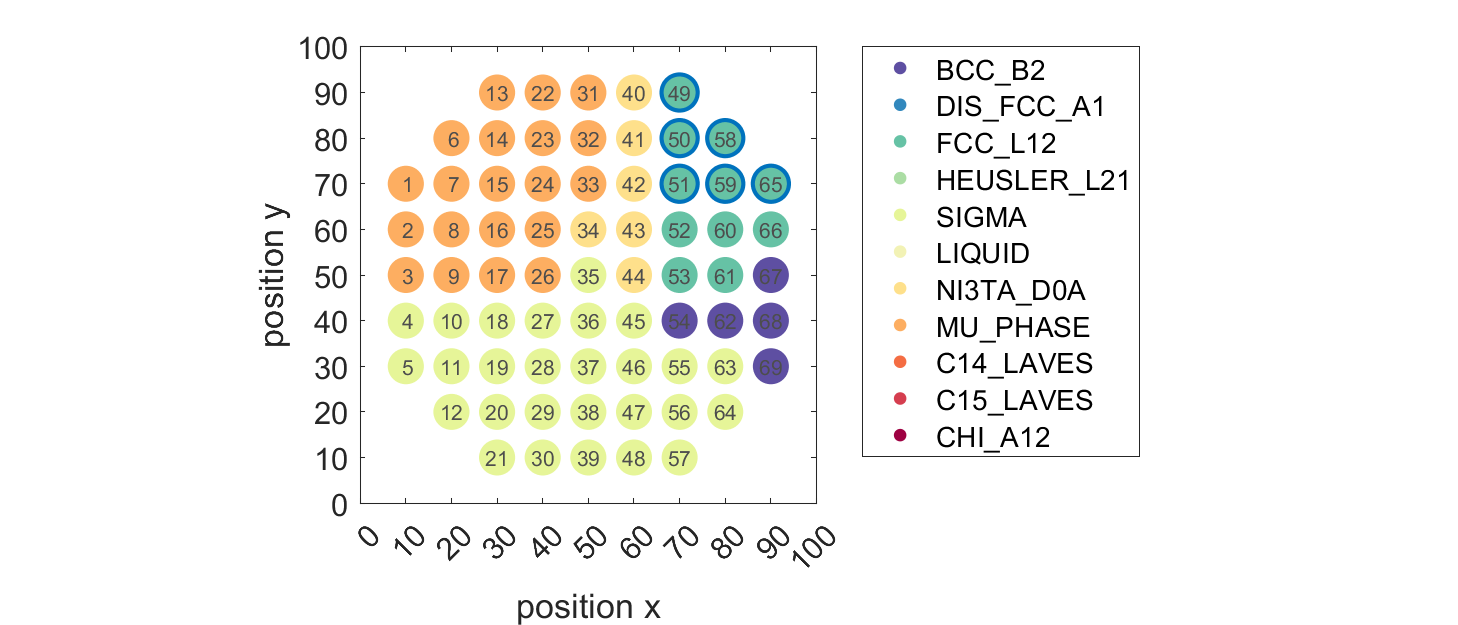 100
90
80
70
60
50
40
30
20
10
0
position y
13 22 31 40 49
6 14 23 32 41 50 58
1 7 15 24 33 42 51 59 65
2 8 16 25 34 43 52 60 66
3 9 17 26 35 44 53 61 67
4 10 18 27 36 45 54 62 68
5 11 19 28 37 46 55 63 69
12 20 29 38 47 56 64
21 30 39 48 57
0 10 20 30 40 50 60 70 80 90 100
position x
BCC_B2
DIS_FCC_A1
FCC_L12
HEUSLER_L21
SIGMA
LIQUID
NI3TA_D0A
MU_PHASE
C14_LAVES
C15_LAVES
CHI_A12